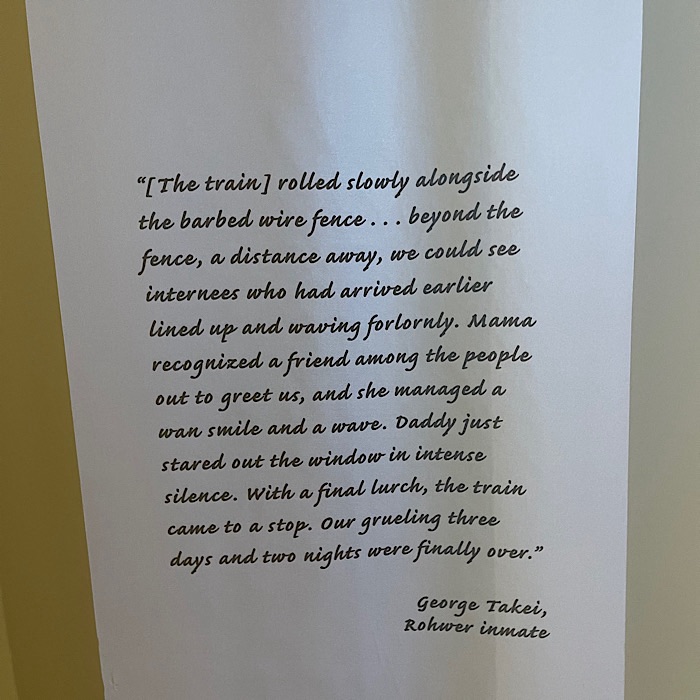 “[The train] rolled slowly alongside
the barbed wire fence . . . beyond the
fence, a distance away, we could see
internees who had arrived earlier
lined up and waving forlornly. Mama
recognized a friend among the people
out to greet us, and she managed a
wan smile and a wave. Daddy just
stared out the window in intense
silence. With a final lurch, the train
came to a stop. Our grueling three
days and two nights were finally over.”
George Takei,
Rohwer inmate